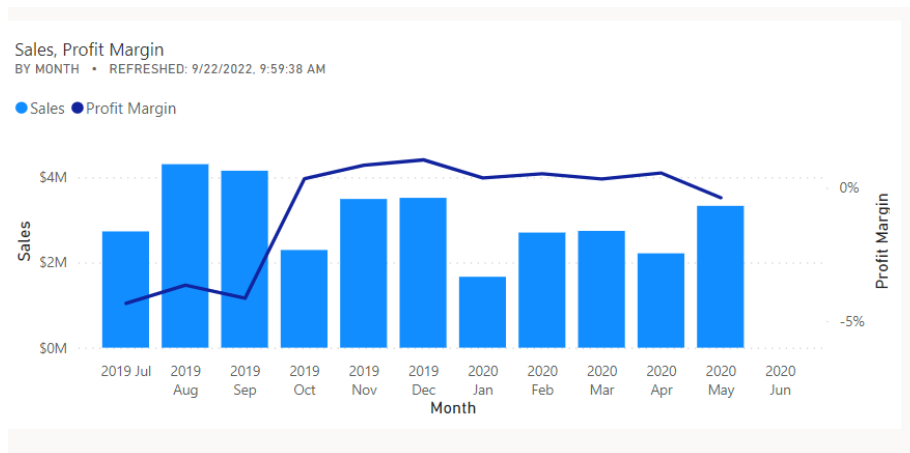 Sales, Profit Margin
BY MONTH • REFRESHED: 9/22/2022, 9:59:38 AM
Sales Profit Margin
$4M
$2M
$0M
Sales
0%
-5%
Profit Margin
2019 Jul 2019 2019 2019 2019 2019 2020 2020 2020 2020 2020 2020
Aug Sep Oct Nov Dec Jan Feb Mar Apr May Jun
Month